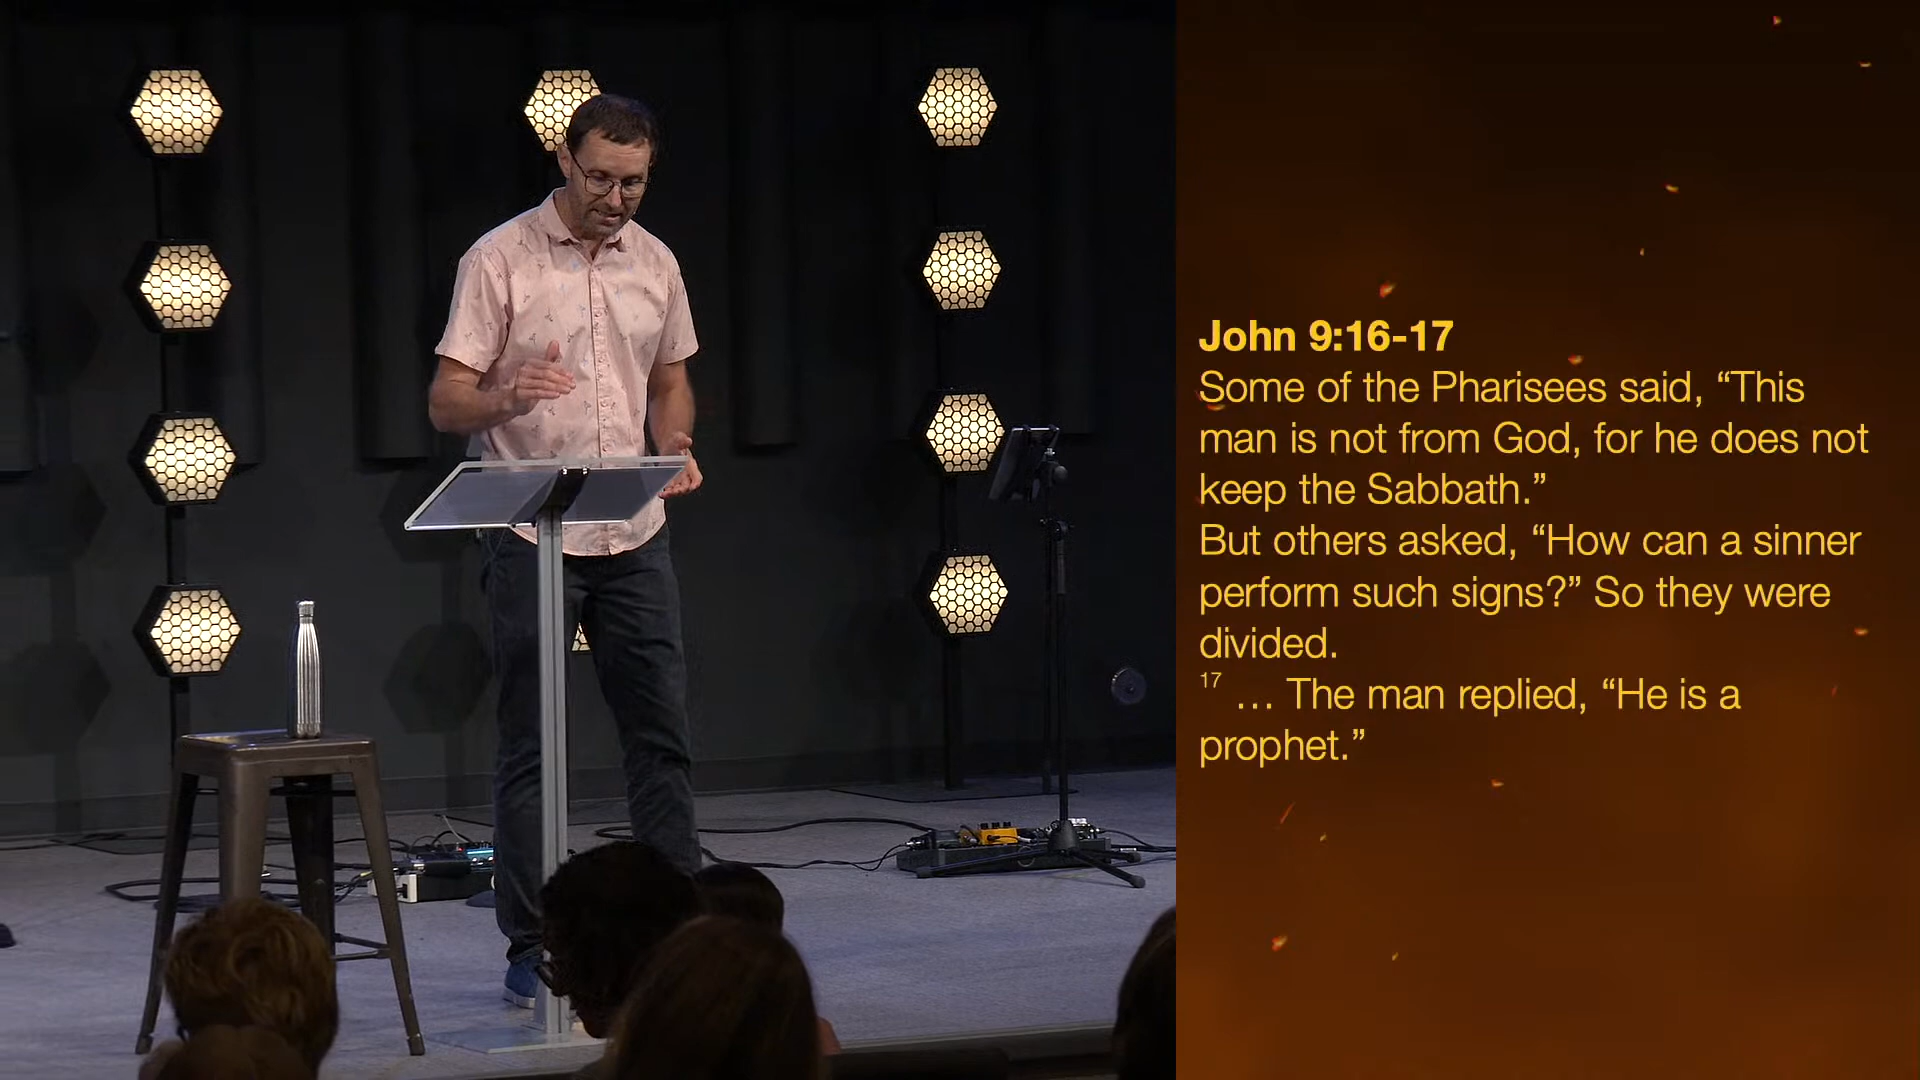 John 9:16-17
Some of the Pharisees said, “This
man is not from God, for he does not
keep the Sabbath.”
But others asked, “How can a sinner
perform such signs?” So they were
divided.
17 … The man replied, “He is a
prophet.”